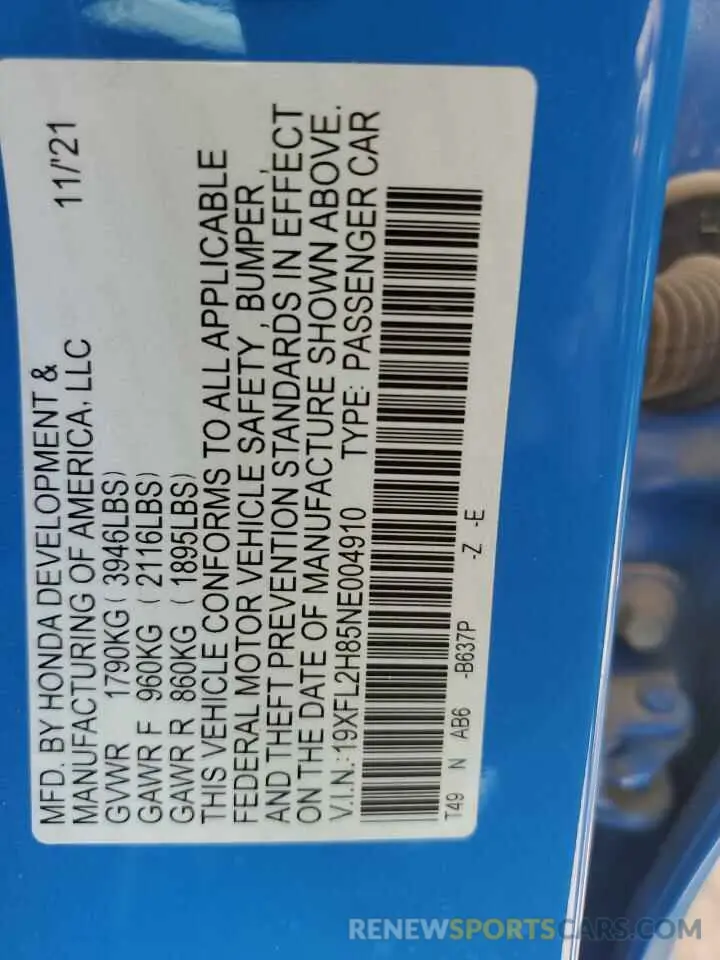 MFD. BY HONDA DEVELOPMENT & 11/'21
MANUFACTURING OF AMERICA, LLC
GVWR 1790KG ( 3946LBS)
GAWR F 960KG ( 2116LBS)
GAWR R 860KG ( 1895LBS)
THIS VEHICLE CONFORMS TO ALL APPLICABLE
FEDERAL MOTOR VEHICLE SAFETY , BUMPER ,
AND THEFT PREVENTION STANDARDS IN EFFECT
ON THE DATE OF MANUFACTURE SHOWN ABOVE.
V.I.N.:19XFL2H85NE004910 TYPE: PASSENGER CAR
T49 N AB6 -B637P -Z -E
RENEWSPORTSCARS.COM